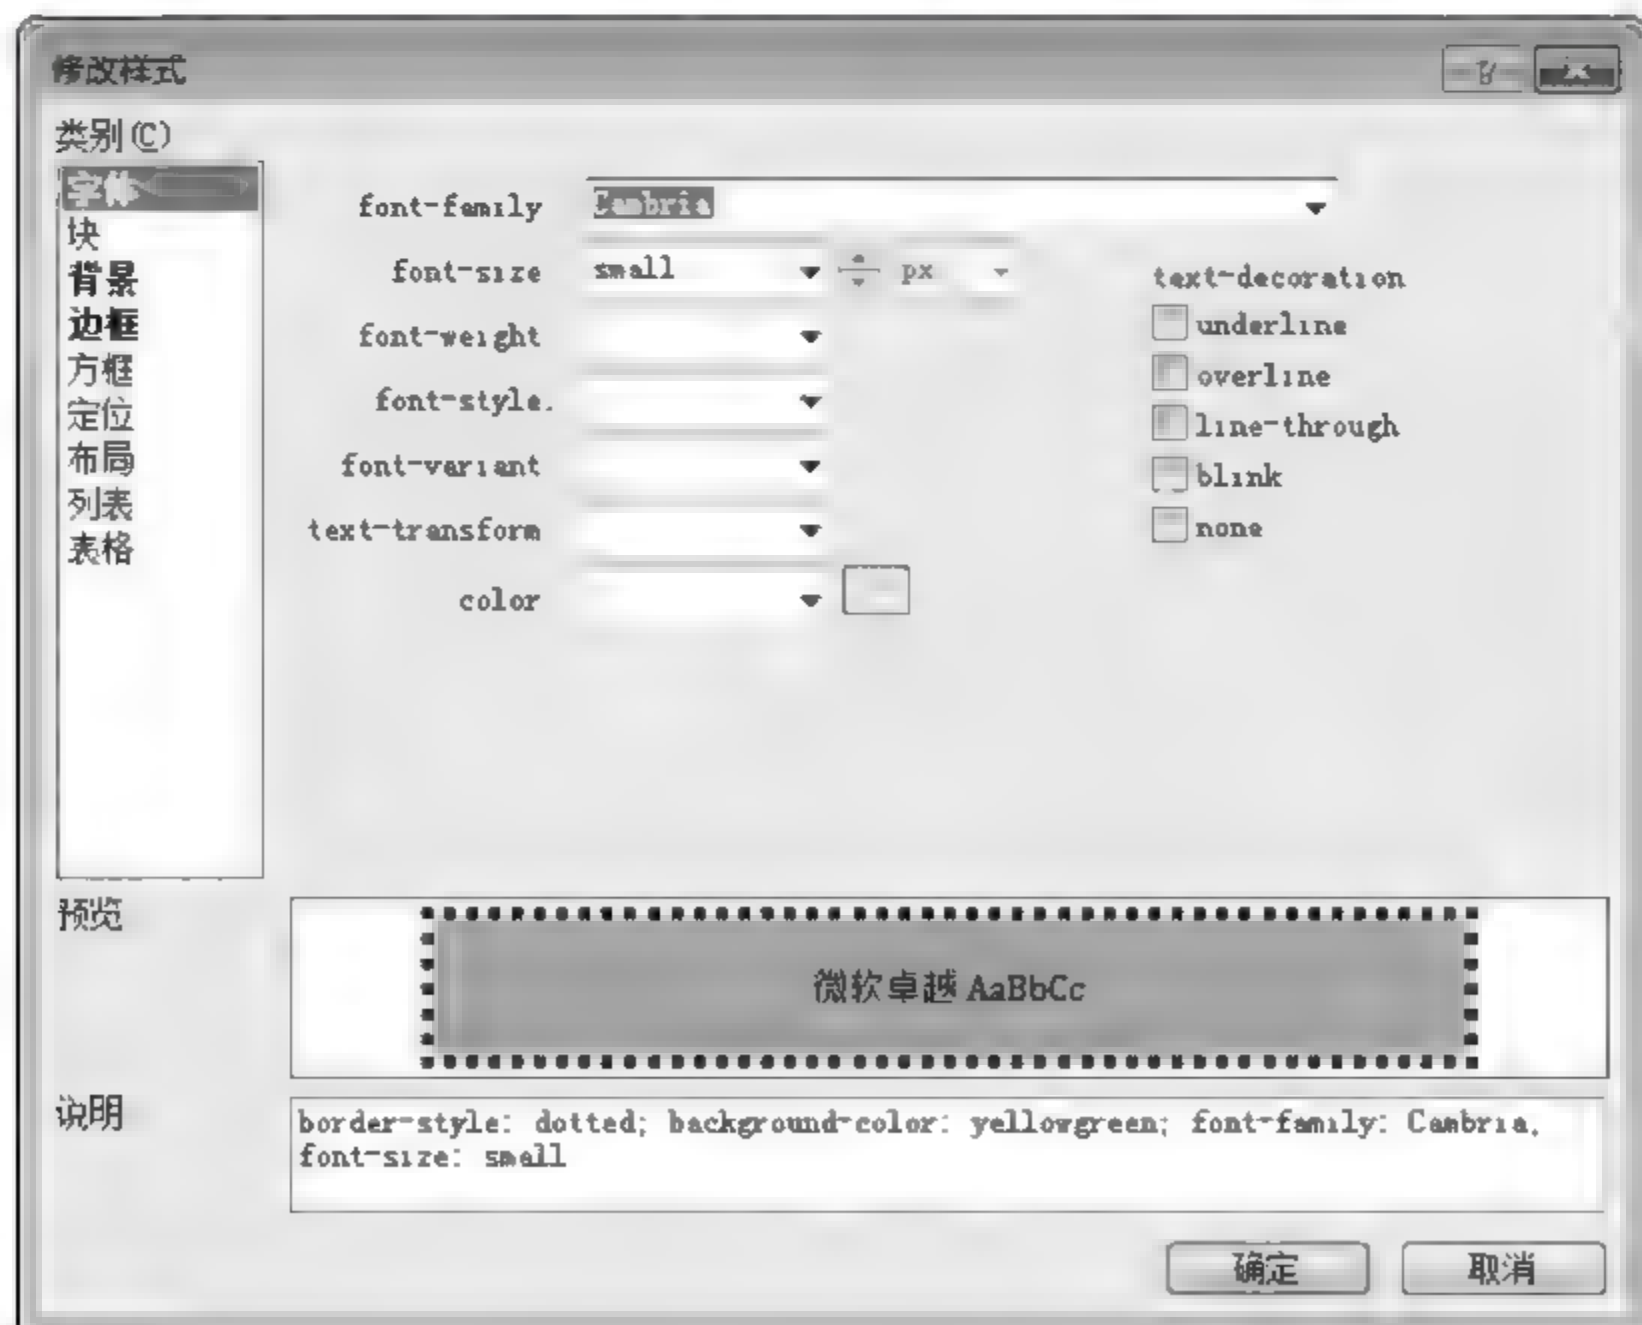 修改样式
类别(C)
字体
块
背景
边框
方框
定位
布局
列表
表格
font-family Cambria
font-size small px
font-weight
font-style
font-variant
text-transform
color
text-decoration
underline
overline
line-through
blink
none
预览
微软卓越 AaBbCc
说明
border-style: dotted; background-color: yellowgreen; font-family: Cambria,
font-size: small
确定 取消